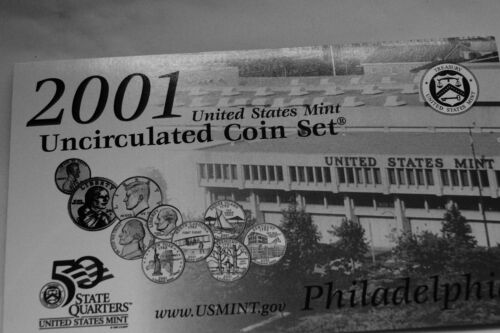 2001 United States Mint
Uncirculated Coin Set®
UNITED STATES MINT
LIBERTY
50
STATE
QUARTERS
UNITED STATES MINT
www.USMINT.gov
Philadelphi